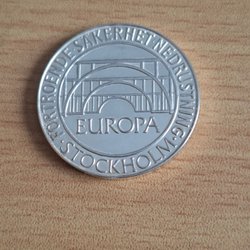 FÖRTROENDE·SÄKERHET·NEDRUSTNING·
STOCKHOLM·
EUROPA